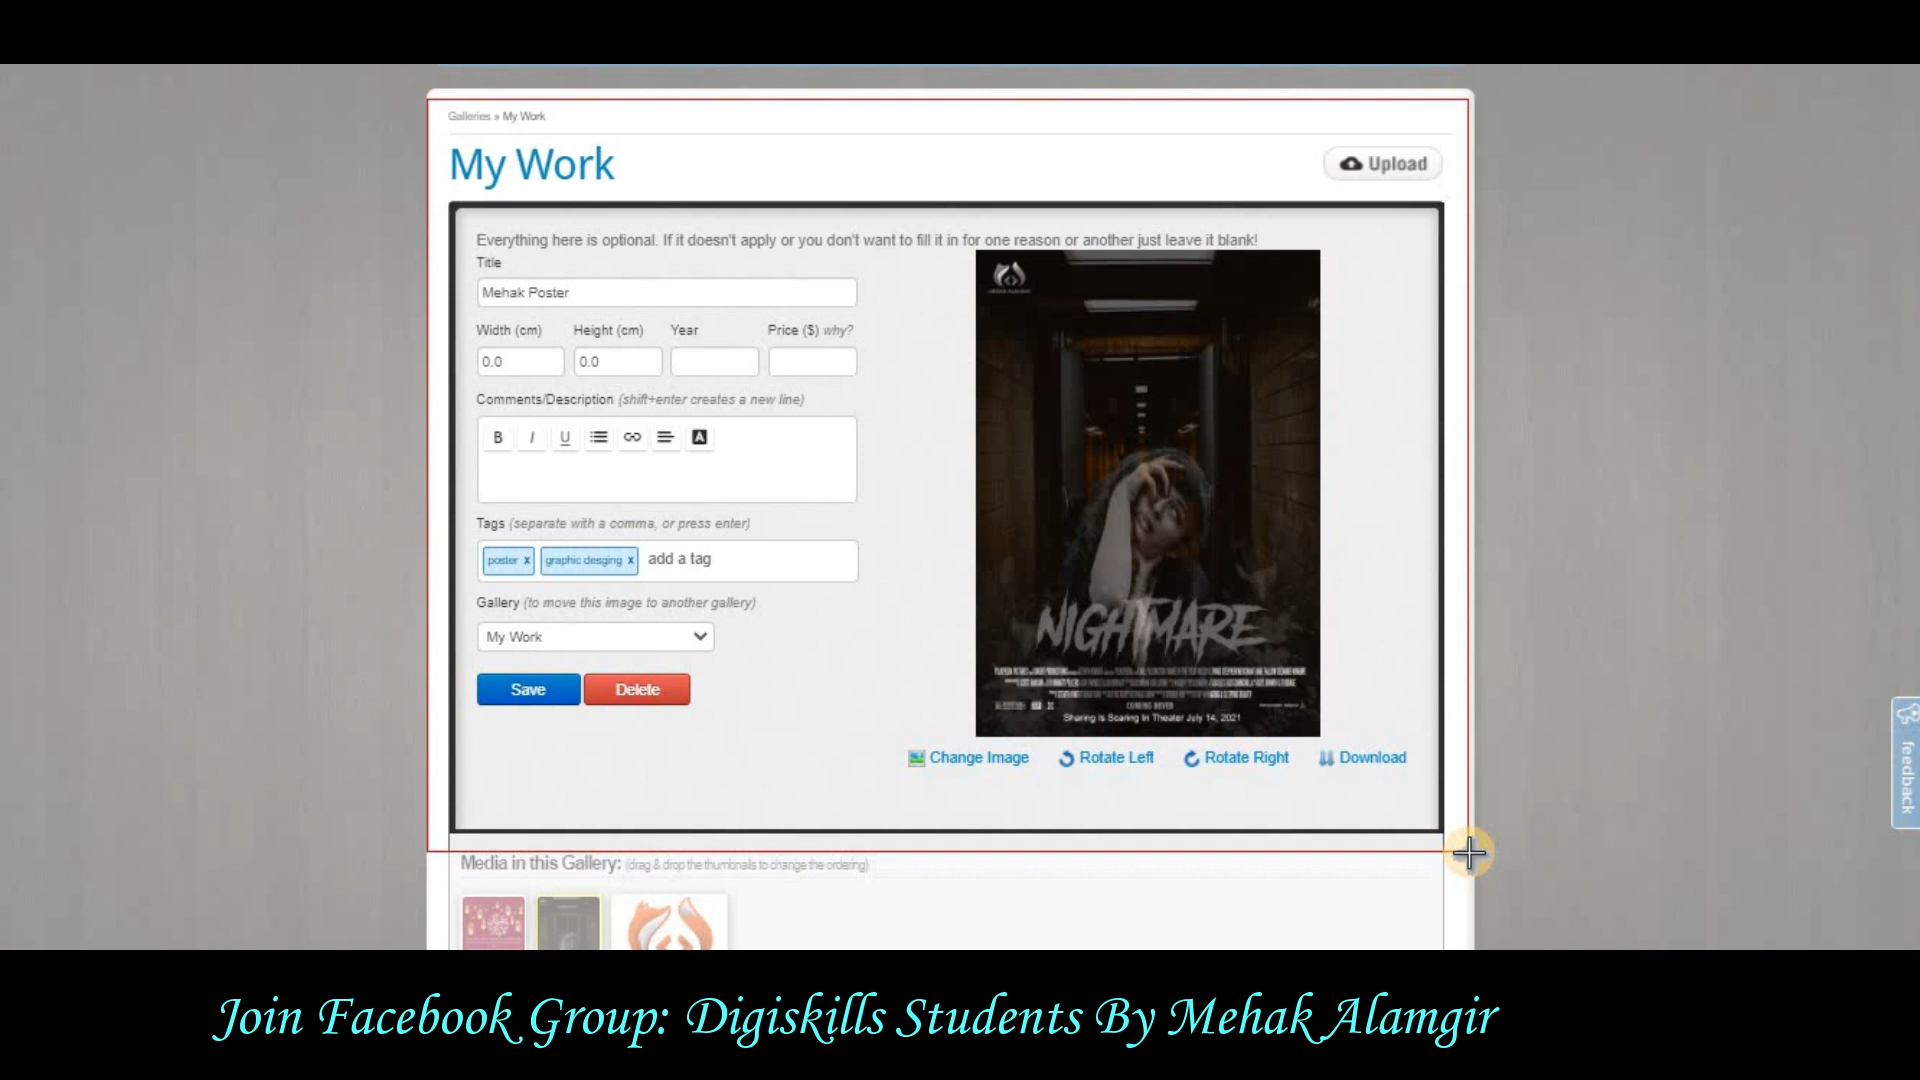 Galleries » My Work
My Work
Upload
Everything here is optional. If it doesn't apply or you don't want to fill it in for one reason or another just leave it blank!
Title
Mehak Poster
Width (cm) Height (cm) Year Price ($) why?
0.0 0.0
Comments/Description (shift+enter creates a new line)
B I U A
Tags (separate with a comma, or press enter)
poster x graphic desging x add a tag
Gallery (to move this image to another gallery)
My Work
Save Delete
NIGHTMARE
COMING NEVER
Sharing Is Scaring In Theater July 14, 2021
Change Image Rotate Left Rotate Right Download
feedback
Media in this Gallery: (drag & drop the thumbnails to change the ordering)
Join Facebook Group: Digiskills Students By Mehak Alamgir